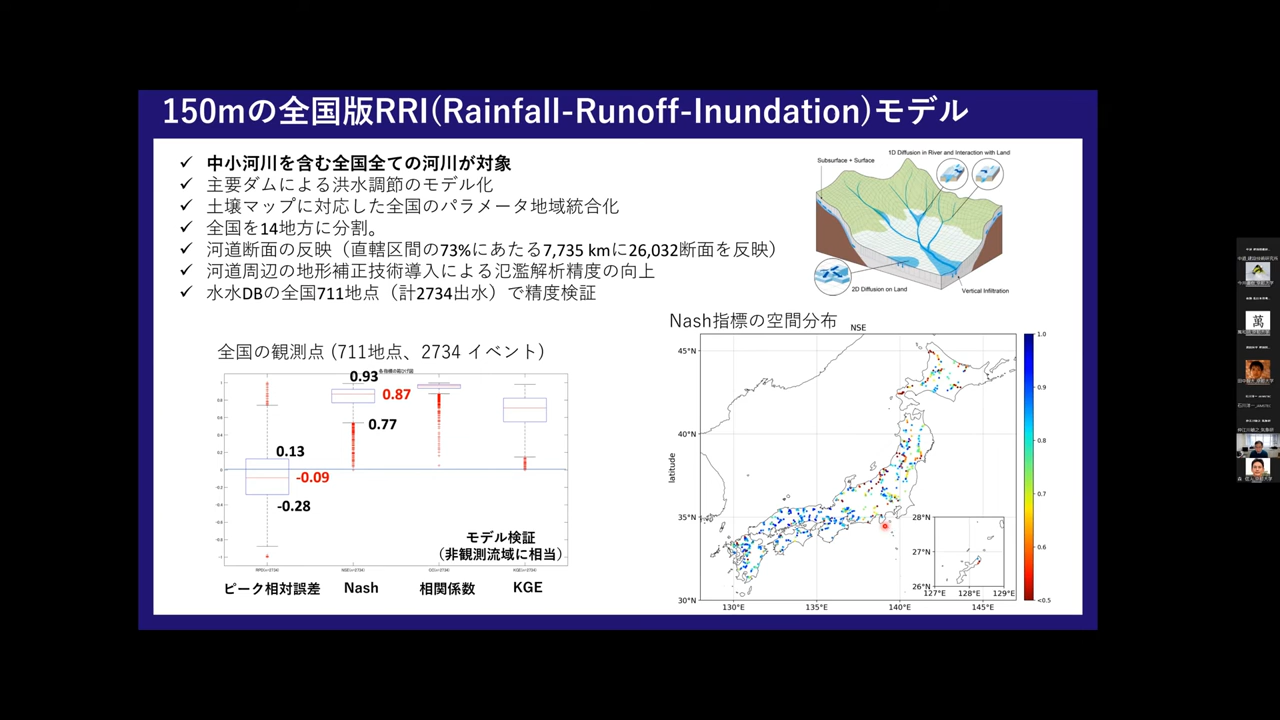 150mの全国版RRI(Rainfall-Runoff-Inundation)モデル
✓ 中小河川を含む全国全ての河川が対象
✓ 主要ダムによる洪水調節のモデル化
✓ 土壌マップに対応した全国のパラメータ地域統合化
✓ 全国を14地方に分割。
✓ 河道断面の反映（直轄区間の73%にあたる7,735 kmに26,032断面を反映）
✓ 河道周辺の地形補正技術導入による氾濫解析精度の向上
✓ 水水DBの全国711地点（計2734出水）で精度検証
1D Diffusion in River and Interaction with Land
Subsurface + Surface
2D Diffusion on Land
Vertical Infiltration
全国の観測点 (711地点、2734 イベント)
0.93
0.87
0.77
0.13
-0.09
-0.28
モデル検証
（非観測流域に相当）
ピーク相対誤差
Nash
相関係数
KGE
Nash指標の空間分布
NSE
45°N
40°N
35°N
30°N
latitude
130°E
135°E
140°E
145°E
28°N
27°N
26°N
127°E
128°E
129°E
1.0
0.9
0.8
0.7
0.6
<0.5
萬